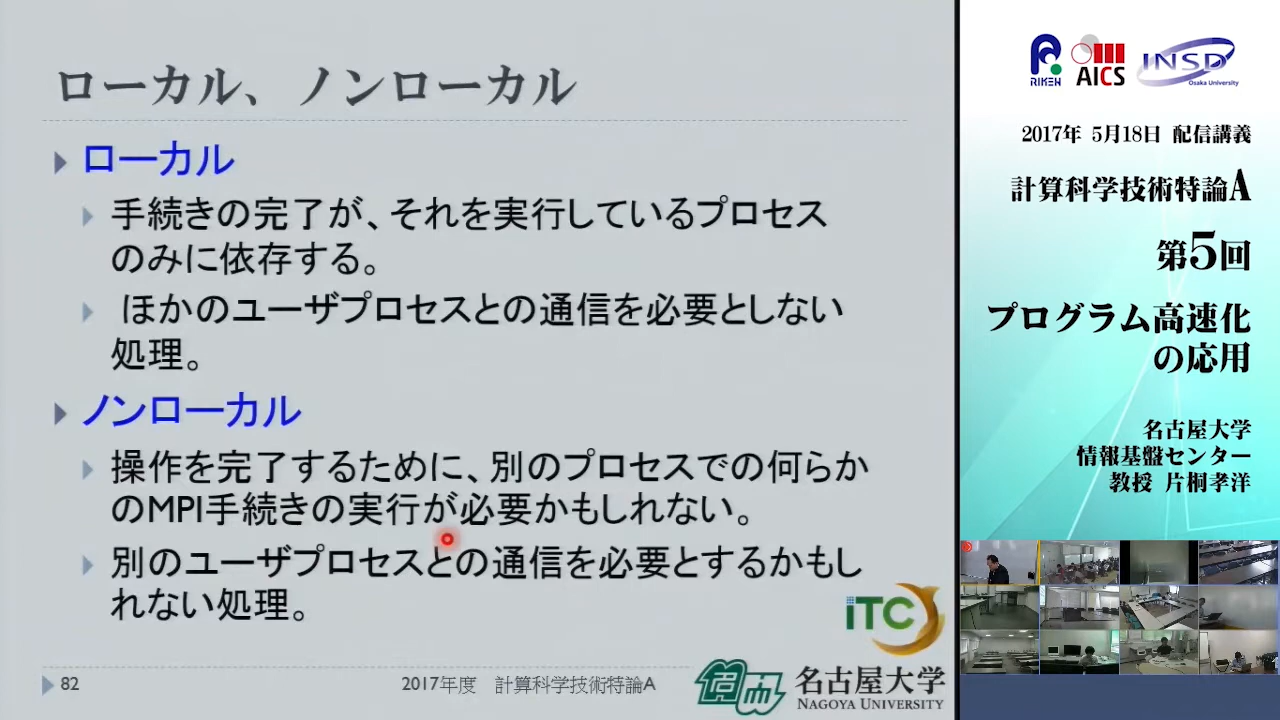 ローカル、ノンローカル
ローカル
手続きの完了が、それを実行しているプロセス
のみに依存する。
ほかのユーザプロセスとの通信を必要としない
処理。
ノンローカル
操作を完了するために、別のプロセスでの何らか
のMPI手続きの実行が必要かもしれない。
別のユーザプロセスとの通信を必要とするかもし
れない処理。
iTC
82
2017年度 計算科学技術特論A
名古屋大学
NAGOYA UNIVERSITY
RIKEN
AICS
INSD
Osaka University
2017年 5月18日 配信講義
計算科学技術特論A
第5回
プログラム高速化
の応用
名古屋大学
情報基盤センター
教授 片桐孝洋